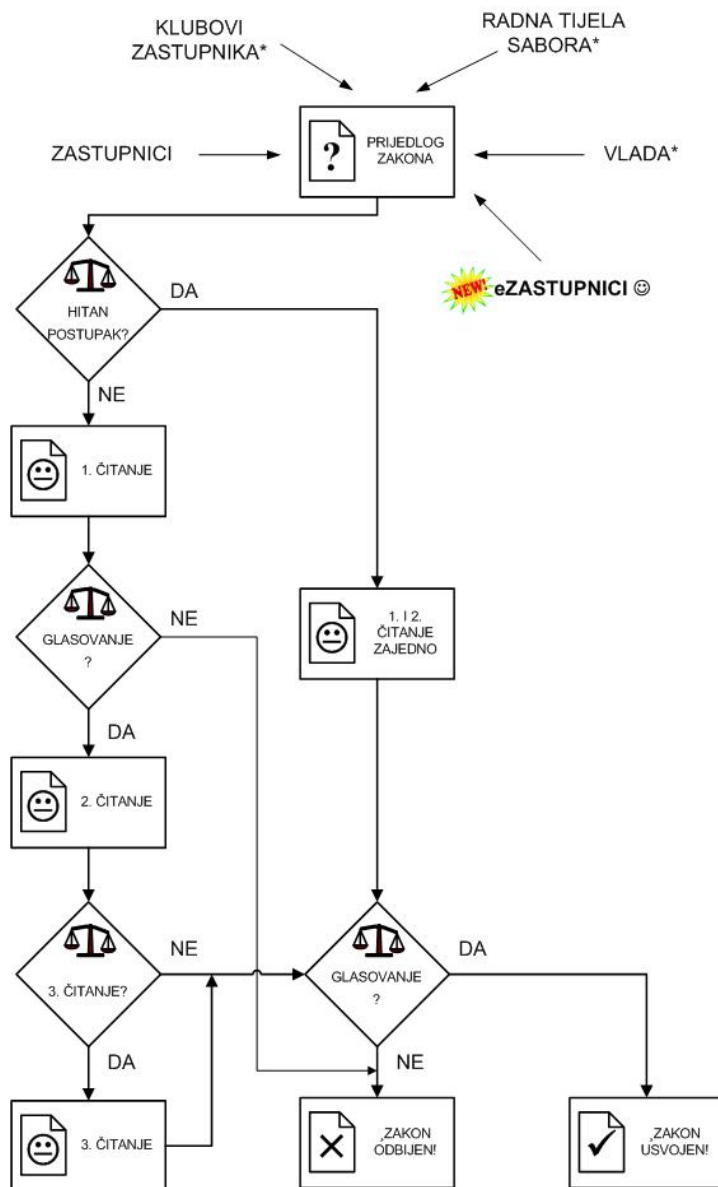 KLUBOVI
ZASTUPNIKA*
RADNA TIJELA
SABORA*
ZASTUPNICI
?
PRIJEDLOG
ZAKONA
VLADA*
NEW! eZASTUPNICI ☺
HITAN
POSTUPAK?
DA
NE
1. ČITANJE
GLASOVANJE
?
NE
DA
1. I 2.
ČITANJE
ZAJEDNO
2. ČITANJE
3. ČITANJE?
NE
DA
GLASOVANJE
?
DA
NE
3. ČITANJE
„ZAKON
ODBIJEN!
„ZAKON
USVOJEN!